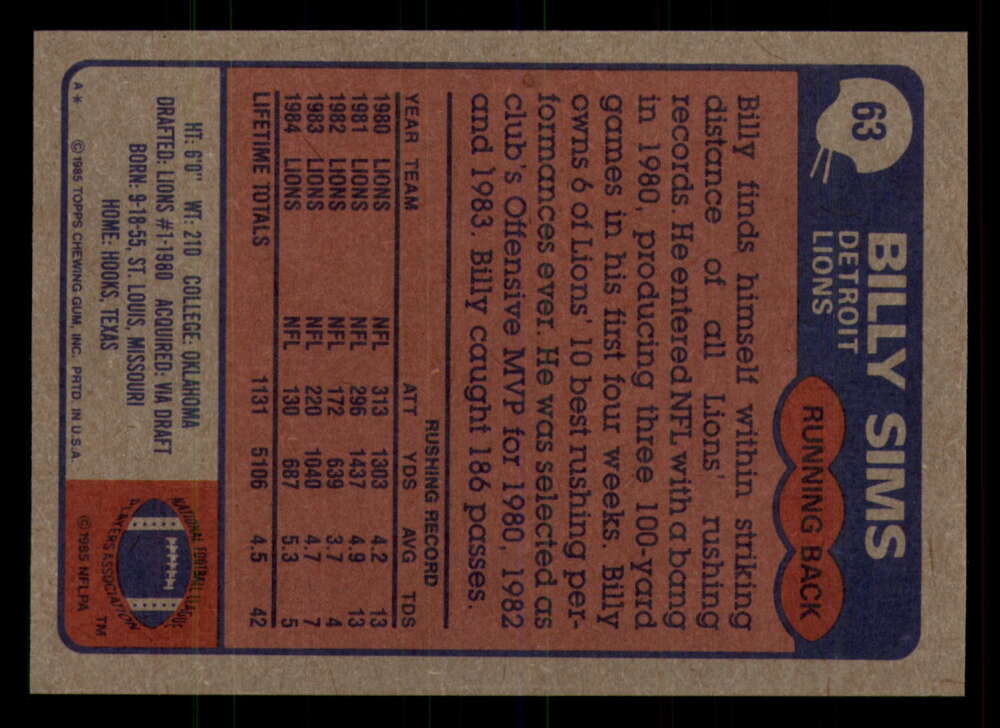 63
BILLY SIMS
DETROIT
LIONS
RUNNING BACK
Billy finds himself within striking
distance of all Lions' rushing
records. He entered NFL with a bang
in 1980, producing three 100-yard
games in his first four weeks. Billy
owns 6 of Lions' 10 best rushing per-
formances ever. He was selected as
club's Offensive MVP for 1980, 1982
and 1983. Billy caught 186 passes.
RUSHING RECORD
YEAR TEAM ATT YDS AVG TDS
1980 LIONS NFL 313 1303 4.2 13
1981 LIONS NFL 296 1437 4.9 13
1982 LIONS NFL 172 639 3.7 4
1983 LIONS NFL 220 1040 4.7 7
1984 LIONS NFL 130 687 5.3 5
LIFETIME TOTALS 1131 5106 4.5 42
HT: 6'0" WT: 210 COLLEGE: OKLAHOMA
DRAFTED: LIONS #1-1980 ACQUIRED: VIA DRAFT
BORN: 9-18-55, ST. LOUIS, MISSOURI
HOME: HOOKS, TEXAS
A* © 1985 TOPPS CHEWING GUM, INC. PRTD. IN U.S.A.
NATIONAL FOOTBALL LEAGUE
PLAYERS ASSOCIATION
TM
© 1985 NFLPA